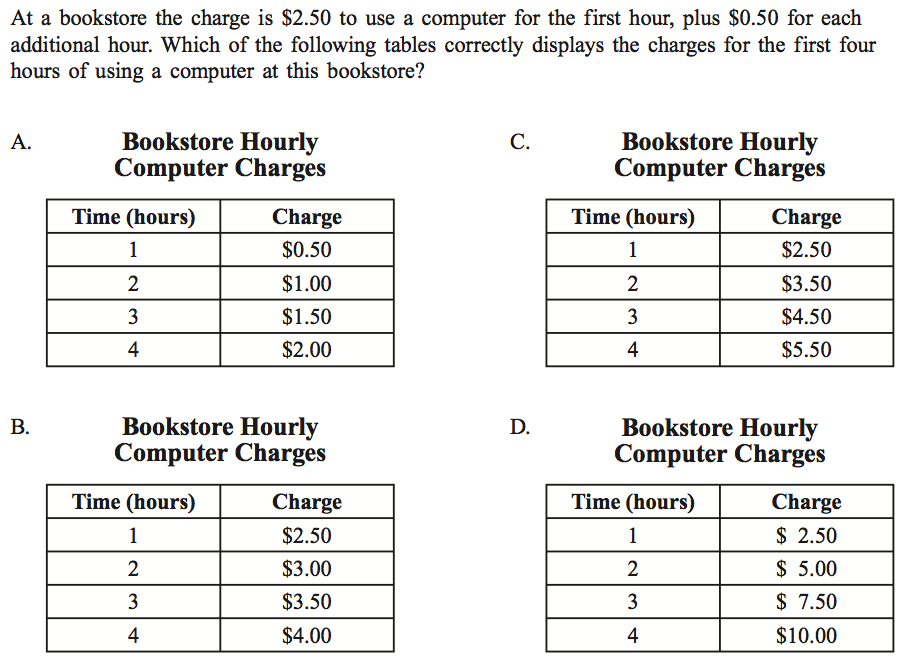 At a bookstore the charge is $2.50 to use a computer for the first hour, plus $0.50 for each
additional hour. Which of the following tables correctly displays the charges for the first four
hours of using a computer at this bookstore?
A.
Bookstore Hourly
Computer Charges
Time (hours) Charge
1 $0.50
2 $1.00
3 $1.50
4 $2.00
B.
Bookstore Hourly
Computer Charges
Time (hours) Charge
1 $2.50
2 $3.00
3 $3.50
4 $4.00
C.
Bookstore Hourly
Computer Charges
Time (hours) Charge
1 $2.50
2 $3.50
3 $4.50
4 $5.50
D.
Bookstore Hourly
Computer Charges
Time (hours) Charge
1 $ 2.50
2 $ 5.00
3 $ 7.50
4 $10.00